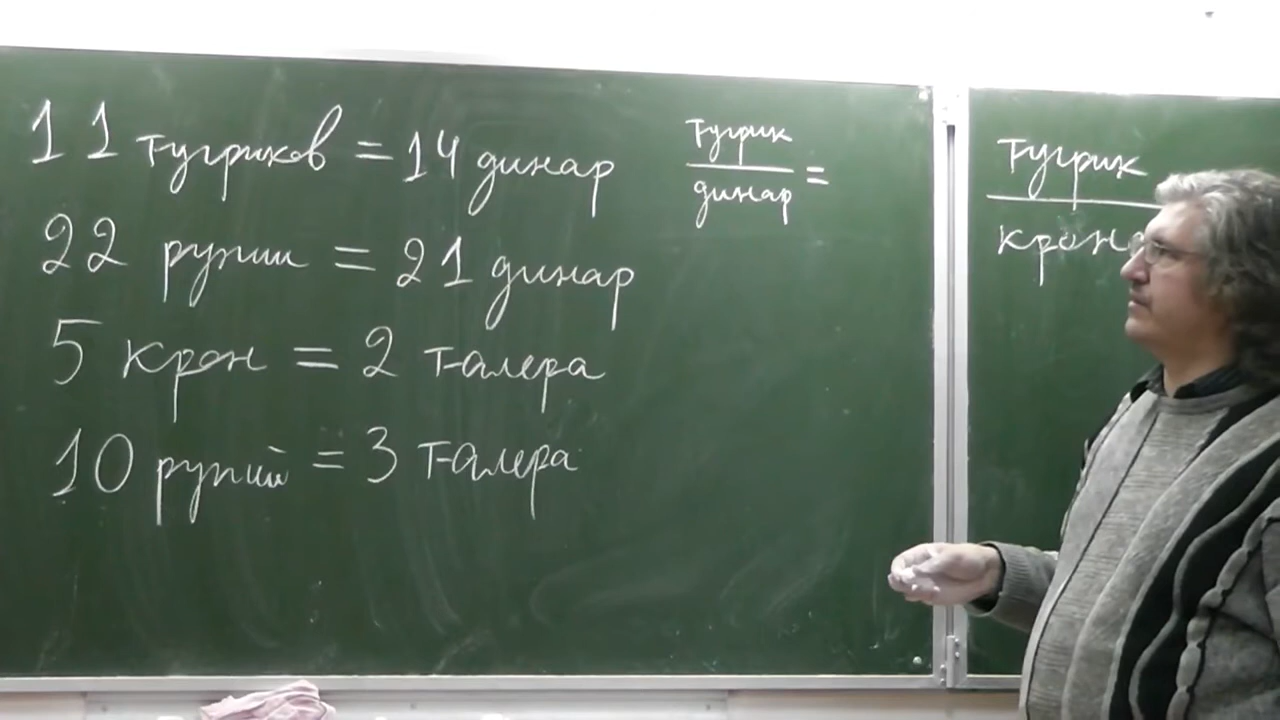 11 тугриков = 14 динар
22 рупии = 21 динар
5 крон = 2 талера
10 рупий = 3 талера
тугрик
динар =
тугрик